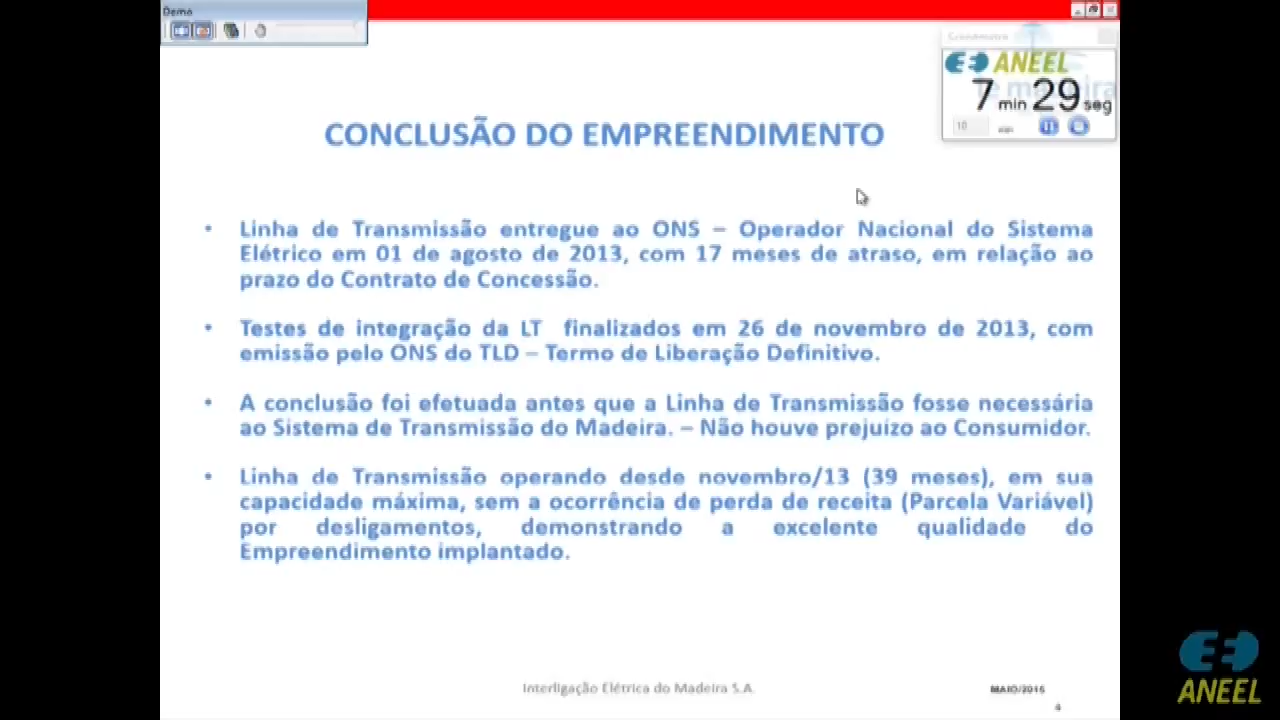 Demo
Cronômetro
ANEEL
7 min 29 seg
10 min
CONCLUSÃO DO EMPREENDIMENTO
• Linha de Transmissão entregue ao ONS – Operador Nacional do Sistema
Elétrico em 01 de agosto de 2013, com 17 meses de atraso, em relação ao
prazo do Contrato de Concessão.
• Testes de integração da LT finalizados em 26 de novembro de 2013, com
emissão pelo ONS do TLD – Termo de Liberação Definitivo.
• A conclusão foi efetuada antes que a Linha de Transmissão fosse necessária
ao Sistema de Transmissão do Madeira. – Não houve prejuízo ao Consumidor.
• Linha de Transmissão operando desde novembro/13 (39 meses), em sua
capacidade máxima, sem a ocorrência de perda de receita (Parcela Variável)
por desligamentos, demonstrando a excelente qualidade do
Empreendimento implantado.
Interligação Elétrica do Madeira S.A.
4
ANEEL